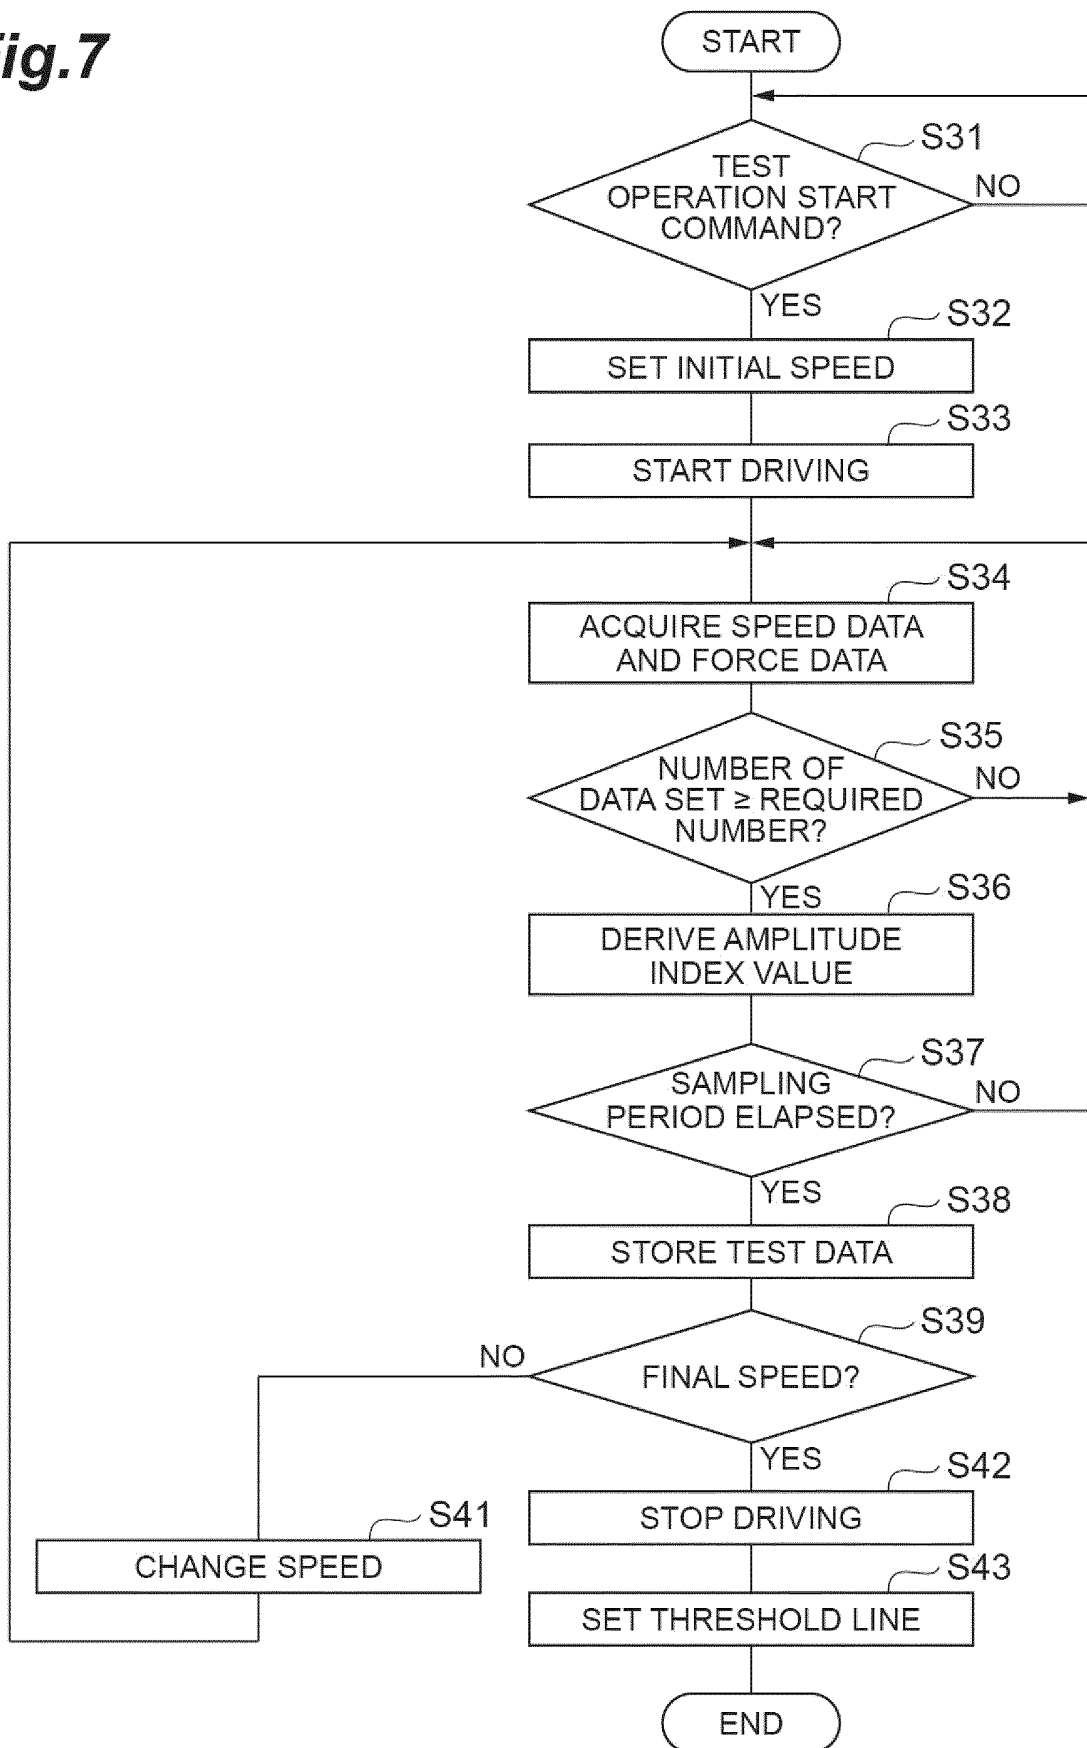 ig.7
START
S31
TEST
OPERATION START
COMMAND?
NO
YES
S32
SET INITIAL SPEED
S33
START DRIVING
S34
ACQUIRE SPEED DATA
AND FORCE DATA
S35
NUMBER OF
DATA SET ≥ REQUIRED
NUMBER?
NO
YES
S36
DERIVE AMPLITUDE
INDEX VALUE
S37
SAMPLING
PERIOD ELAPSED?
NO
YES
S38
STORE TEST DATA
S39
NO
FINAL SPEED?
YES
S42
STOP DRIVING
S41
CHANGE SPEED
S43
SET THRESHOLD LINE
END